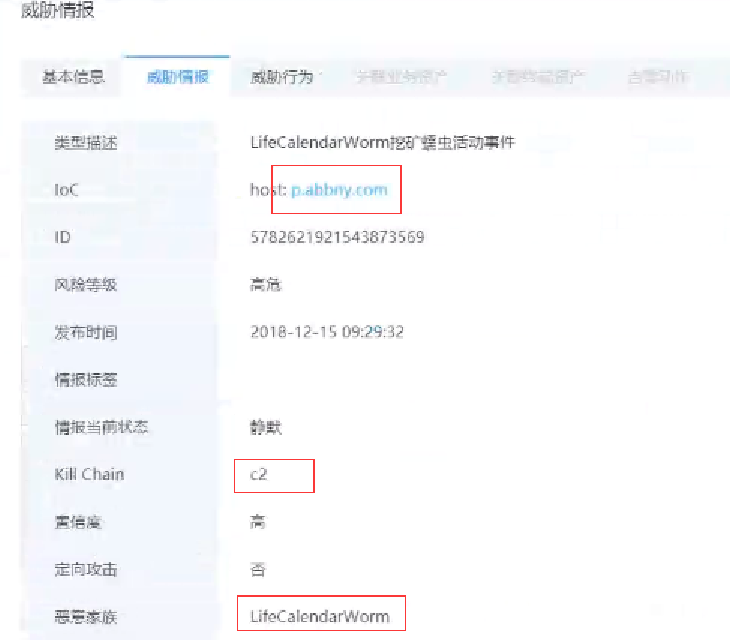 威胁情报
基本信息 威胁情报 威胁行为 关联业务资产 关联终端资产 告警动作
类型描述 LifeCalendarWorm挖矿蠕虫活动事件
IoC host: p.abbny.com
ID 5782621921543873569
风险等级 高危
发布时间 2018-12-15 09:29:32
情报标签
情报当前状态 静默
Kill Chain c2
置信度 高
定向攻击 否
恶意家族 LifeCalendarWorm